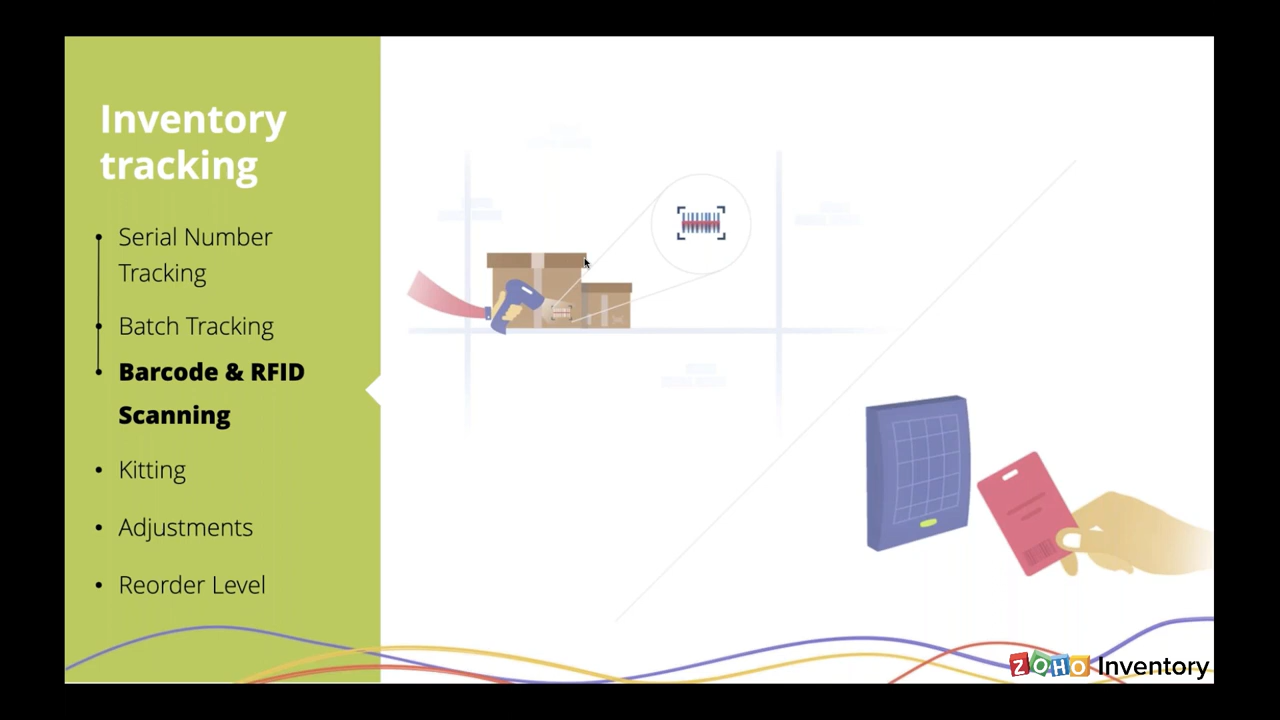 Inventory
tracking
Serial Number
Tracking
Batch Tracking
Barcode & RFID
Scanning
Kitting
Adjustments
Reorder Level
ZOHO Inventory